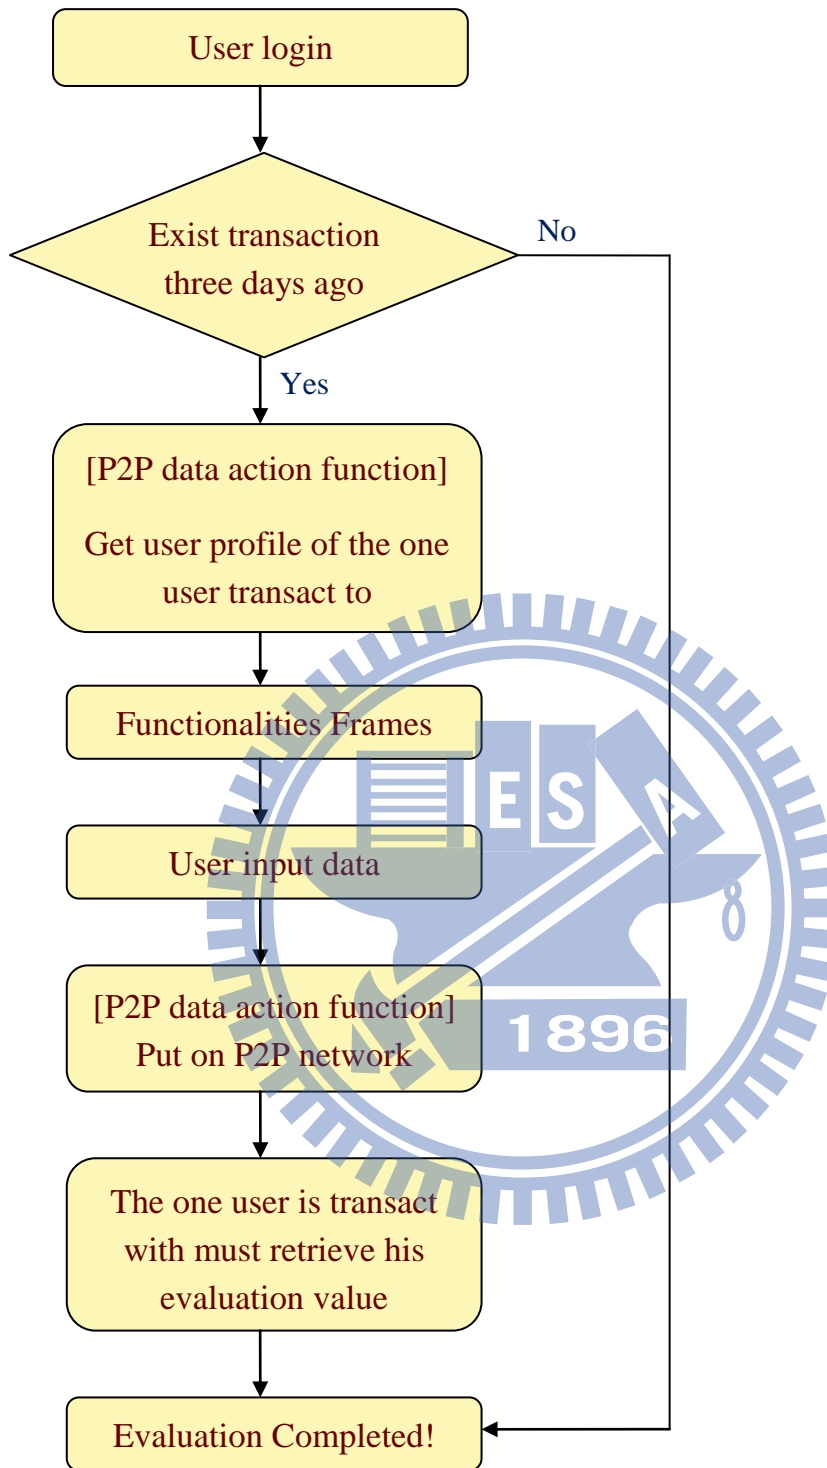 User login
Exist transaction
three days ago
No
Yes
[P2P data action function]
Get user profile of the one
user transact to
Functionalities Frames
E S A
User input data
[P2P data action function]
Put on P2P network
1896
The one user is transact
with must retrieve his
evaluation value
Evaluation Completed!